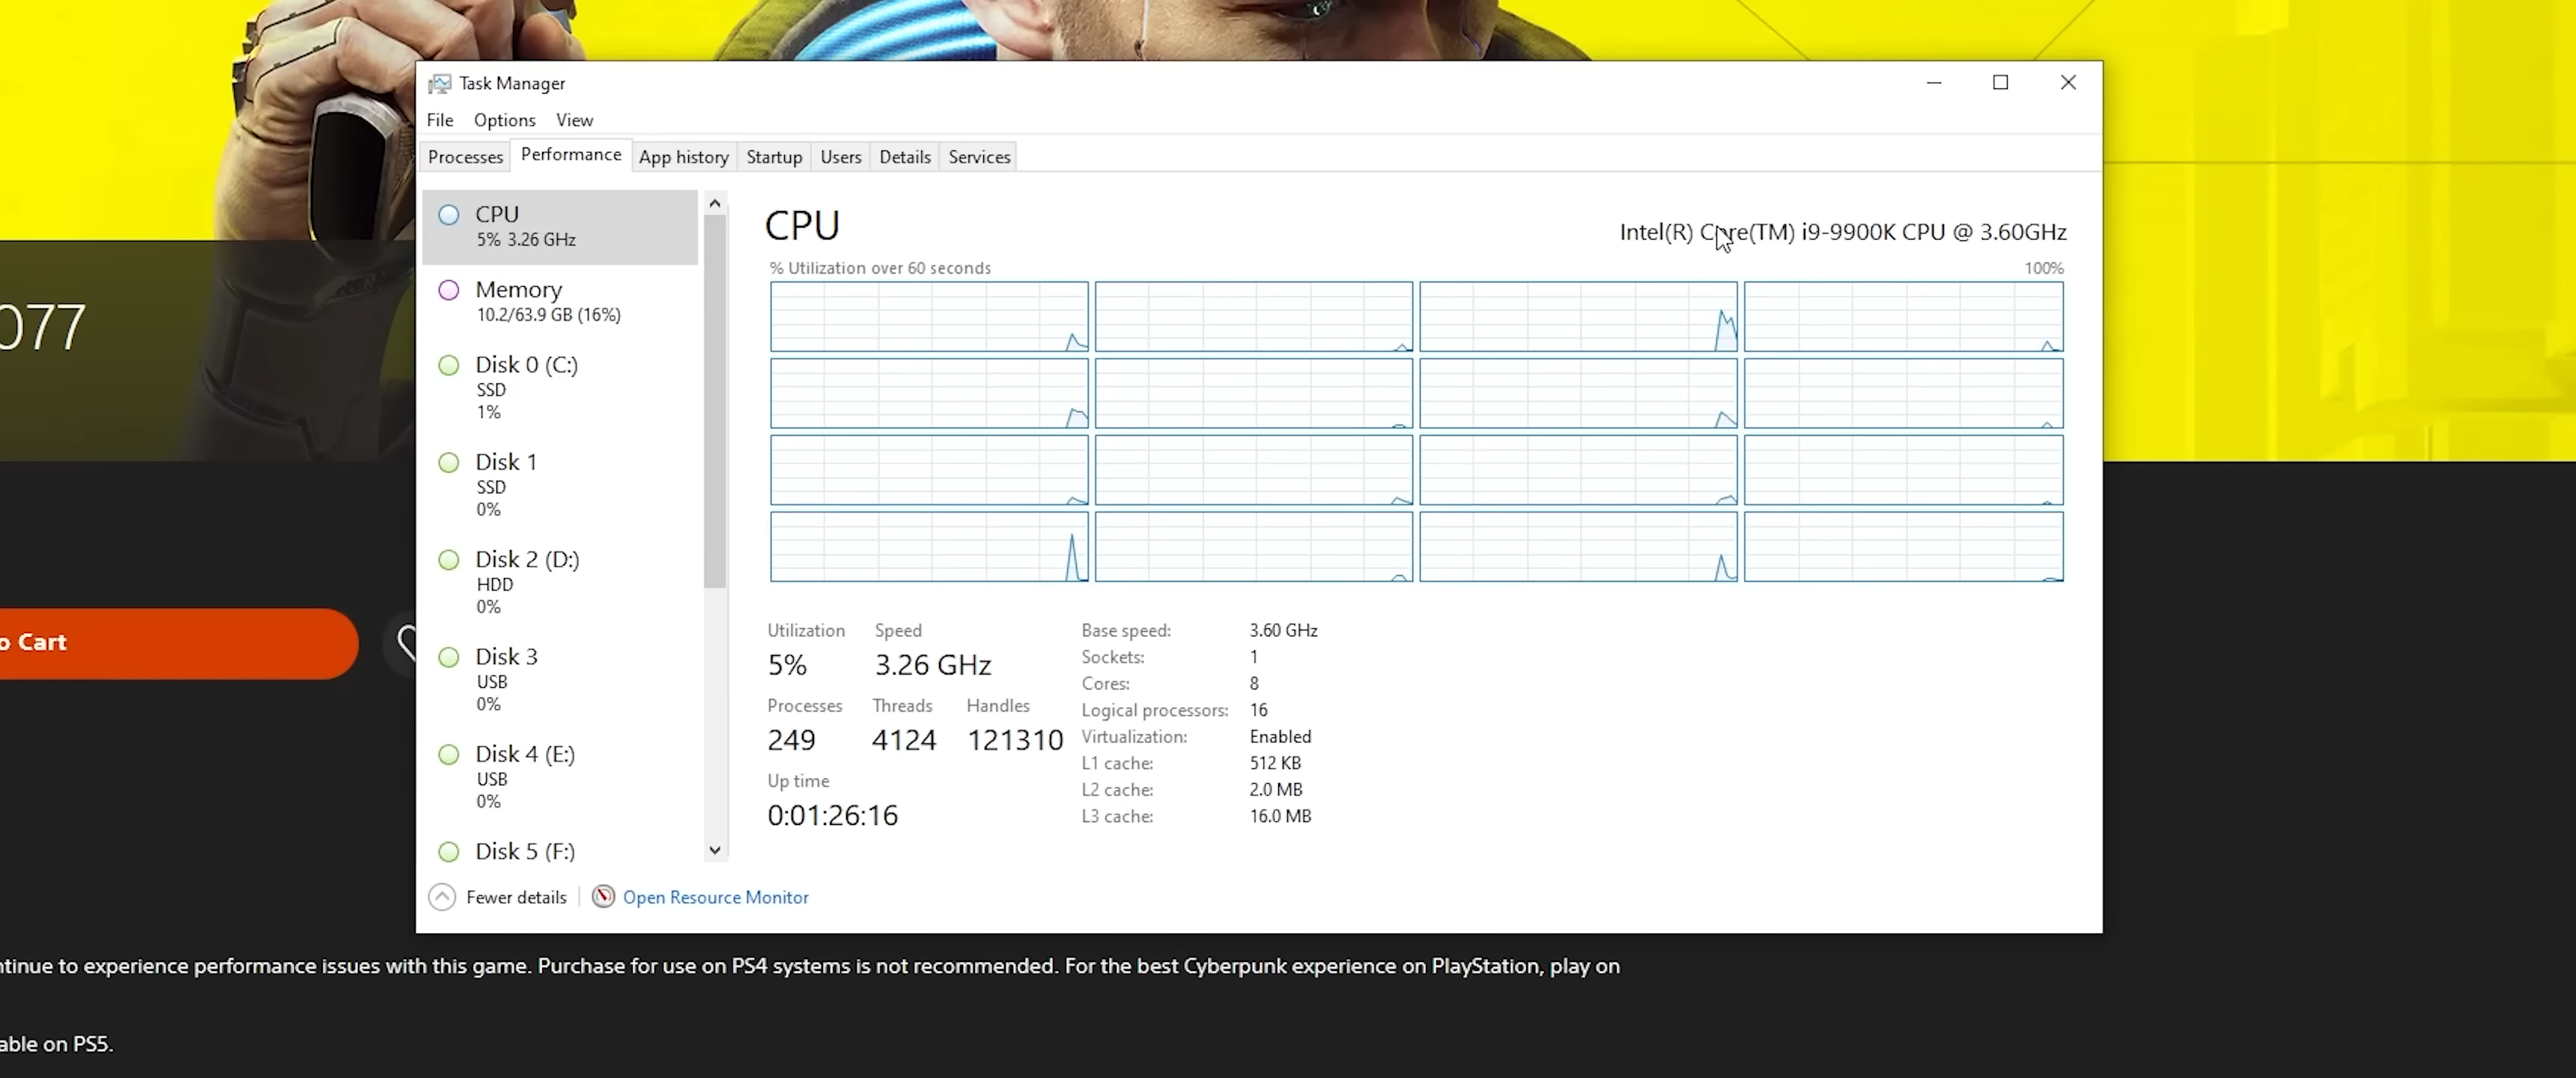 Task Manager
File Options View
Processes Performance App history Startup Users Details Services
CPU
5% 3.26 GHz
Memory
10.2/63.9 GB (16%)
Disk 0 (C:)
SSD
1%
Disk 1
SSD
0%
Disk 2 (D:)
HDD
0%
Disk 3
USB
0%
Disk 4 (E:)
USB
0%
Disk 5 (F:)
CPU
Intel(R) Core(TM) i9-9900K CPU @ 3.60GHz
% Utilization over 60 seconds
100%
Utilization Speed
5% 3.26 GHz
Processes Threads Handles
249 4124 121310
Up time
0:01:26:16
Base speed: 3.60 GHz
Sockets: 1
Cores: 8
Logical processors: 16
Virtualization: Enabled
L1 cache: 512 KB
L2 cache: 2.0 MB
L3 cache: 16.0 MB
Fewer details
Open Resource Monitor
077
o Cart
ntinue to experience performance issues with this game. Purchase for use on PS4 systems is not recommended. For the best Cyberpunk experience on PlayStation, play on
able on PS5.